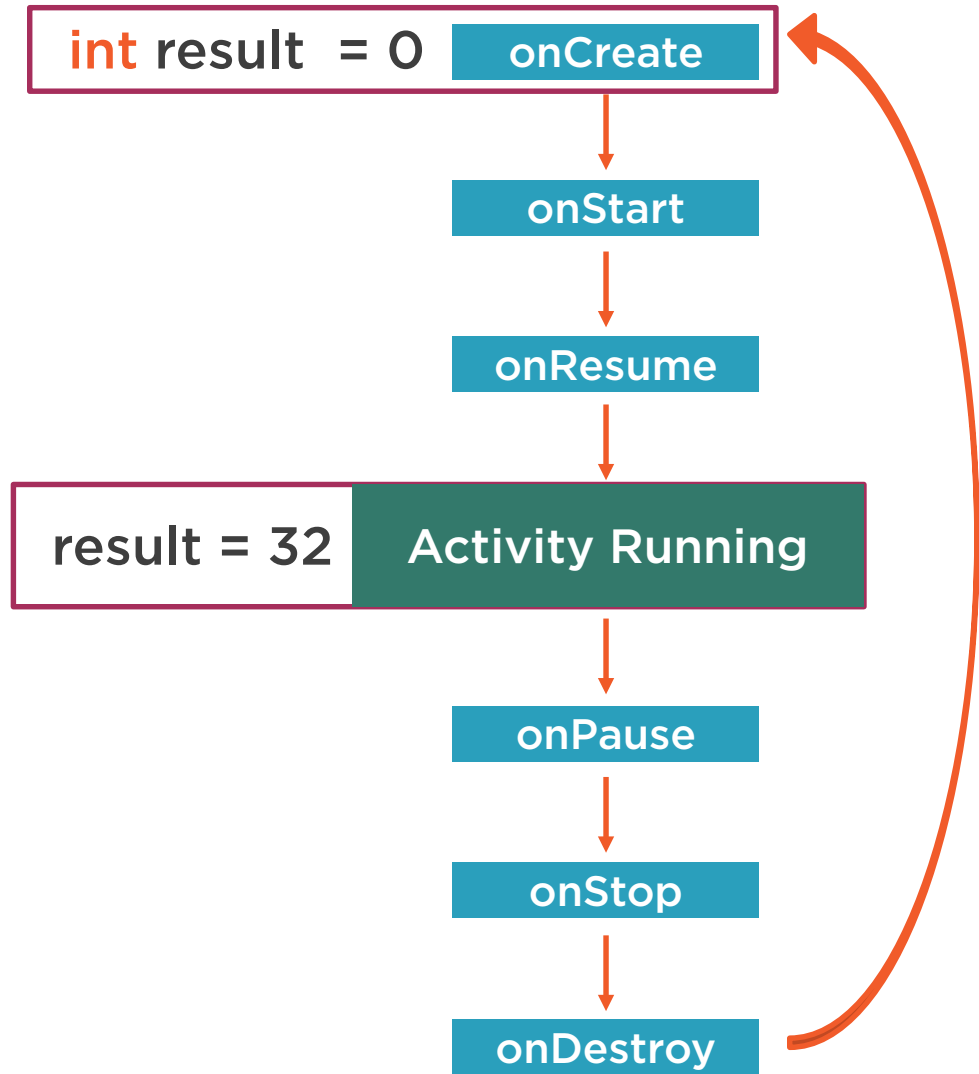 int result = 0 onCreate
onStart
onResume
result = 32 Activity Running
onPause
onStop
onDestroy